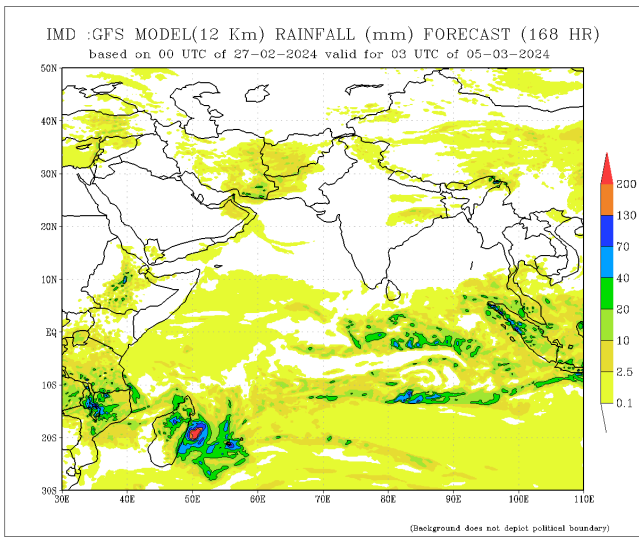 IMD :GFS MODEL(12 Km) RAINFALL (mm) FORECAST (168 HR)
based on 00 UTC of 27-02-2024 valid for 03 UTC of 05-03-2024
50N
40N
30N
20N
10N
EQ
10S
20S
30S
30E 40E 50E 60E 70E 80E 90E 100E 110E
200
130
70
40
20
10
2.5
0.1
(Background does not depict political boundary)